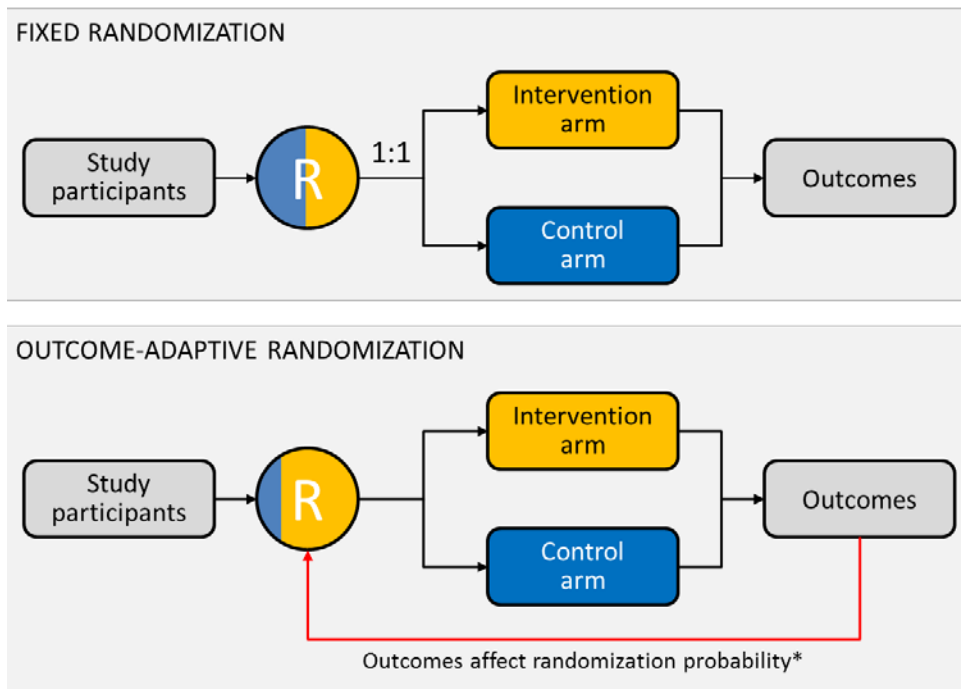 FIXED RANDOMIZATION
Study
participants
R
1:1
Intervention
arm
Control
arm
Outcomes
OUTCOME-ADAPTIVE RANDOMIZATION
Study
participants
R
Intervention
arm
Control
arm
Outcomes
Outcomes affect randomization probability*